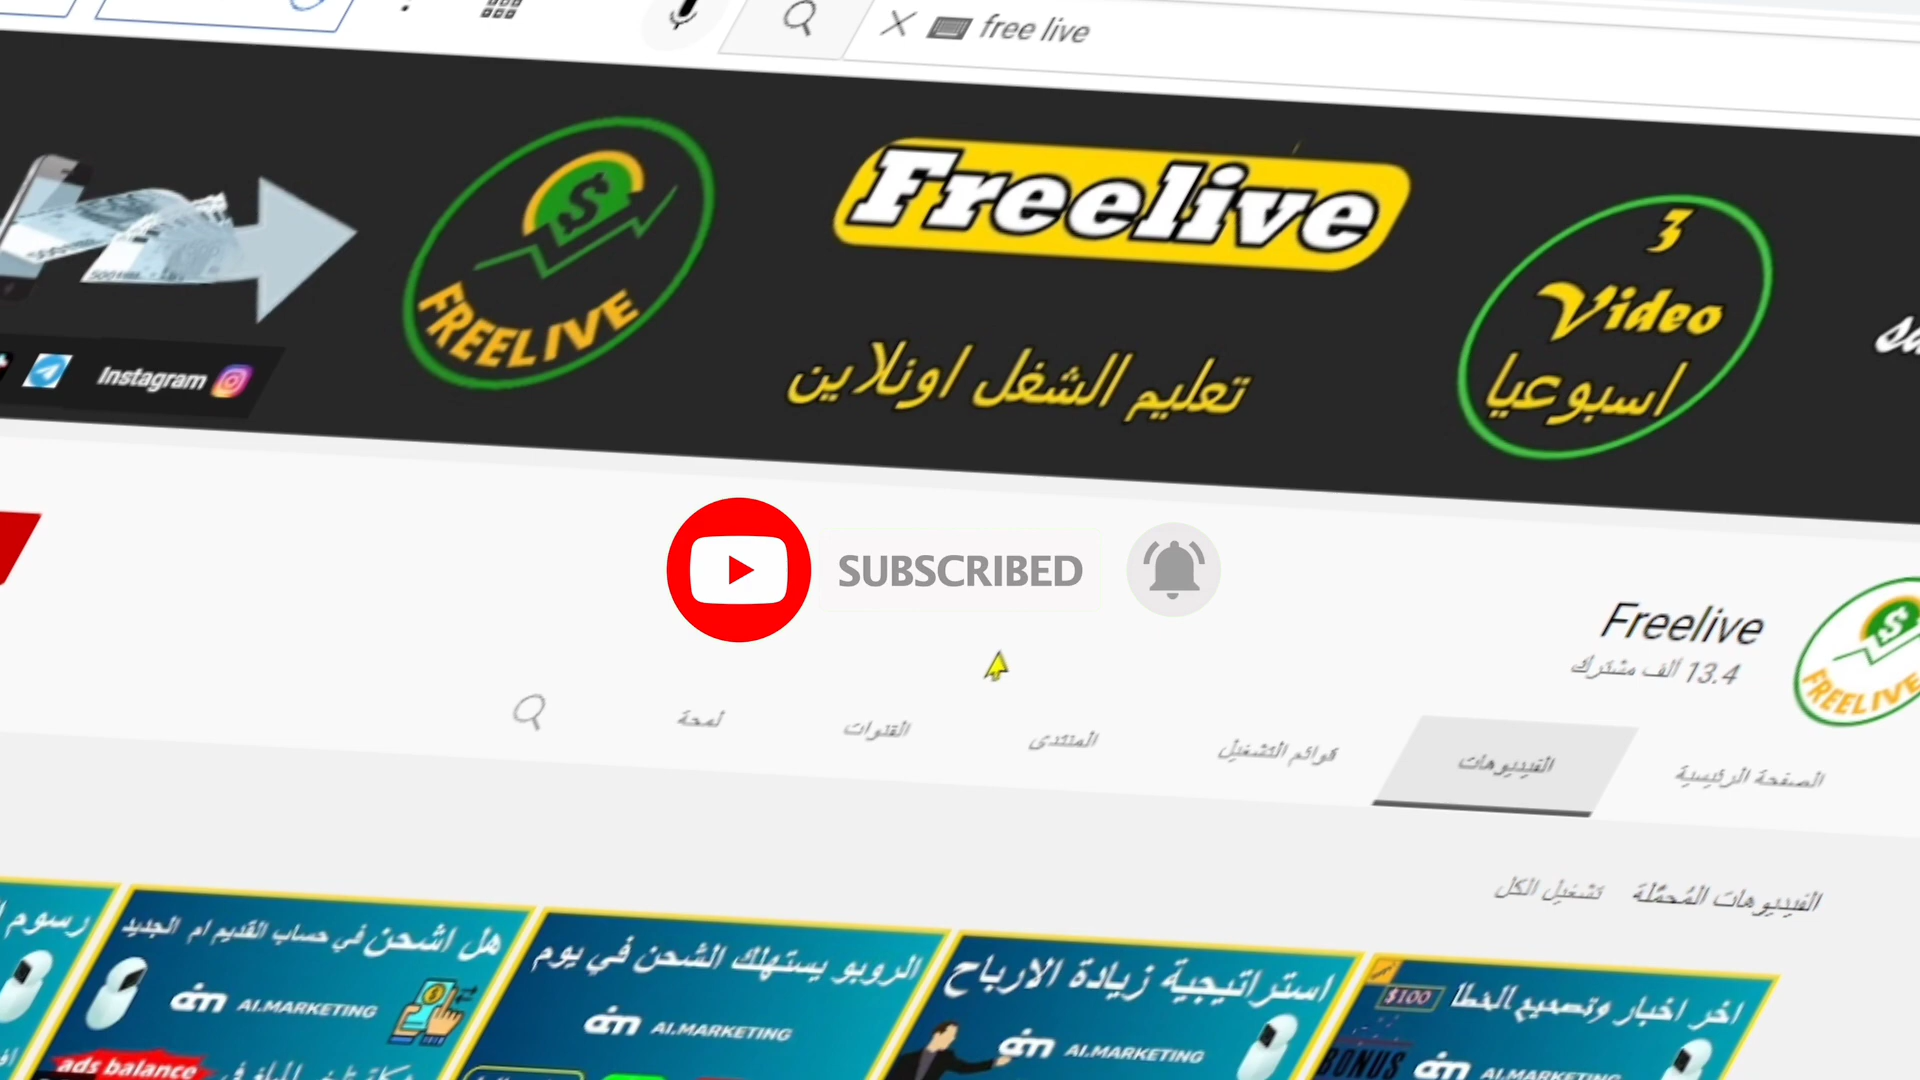 free live
Freelive
FREELIVE
تعليم الشغل اونلاين
3
Video
اسبوعيا
Instagram
SUBSCRIBED
Freelive
13.4 ألف مشترك
FREELIVE
الصفحة الرئيسية
الفيديوهات
قوائم التشغيل
المنتدى
القنوات
لمحة
الفيديوهات المُحمَّلة
تشغيل الكل
اخر اخبار وتصميم الخطا
$100
BONUS
AI.MARKETING
استراتيجية زيادة الارباح
AI.MARKETING
الروبو يستهلك الشحن في يوم
AI.MARKETING
هل اشحن في حساب القديم ام الجديد
AI.MARKETING
ads balance
رسوم